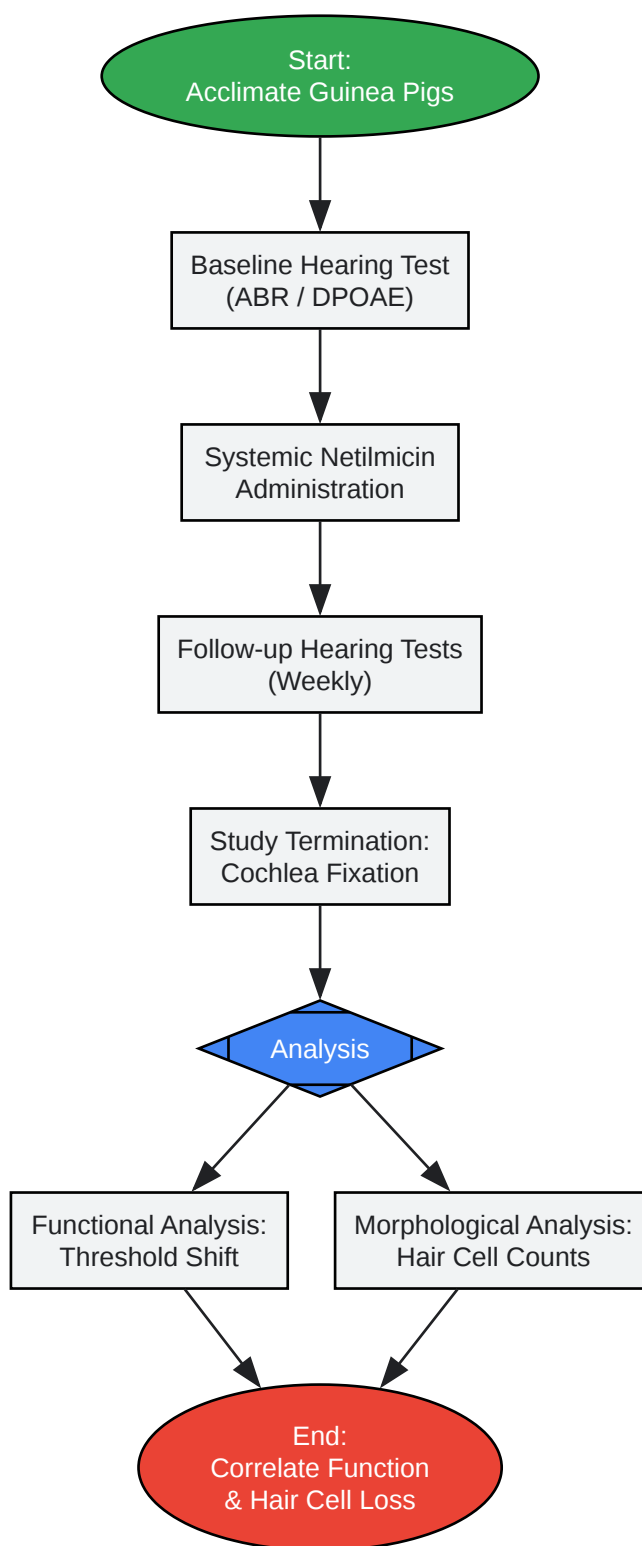 Start:
Acclimate Guinea Pigs
Baseline Hearing Test
(ABR / DPOAE)
Systemic Netilmicin
Administration
Follow-up Hearing Tests
(Weekly)
Study Termination:
Cochlea Fixation
Analysis
Functional Analysis:
Threshold Shift
Morphological Analysis:
Hair Cell Counts
End:
Correlate Function
& Hair Cell Loss